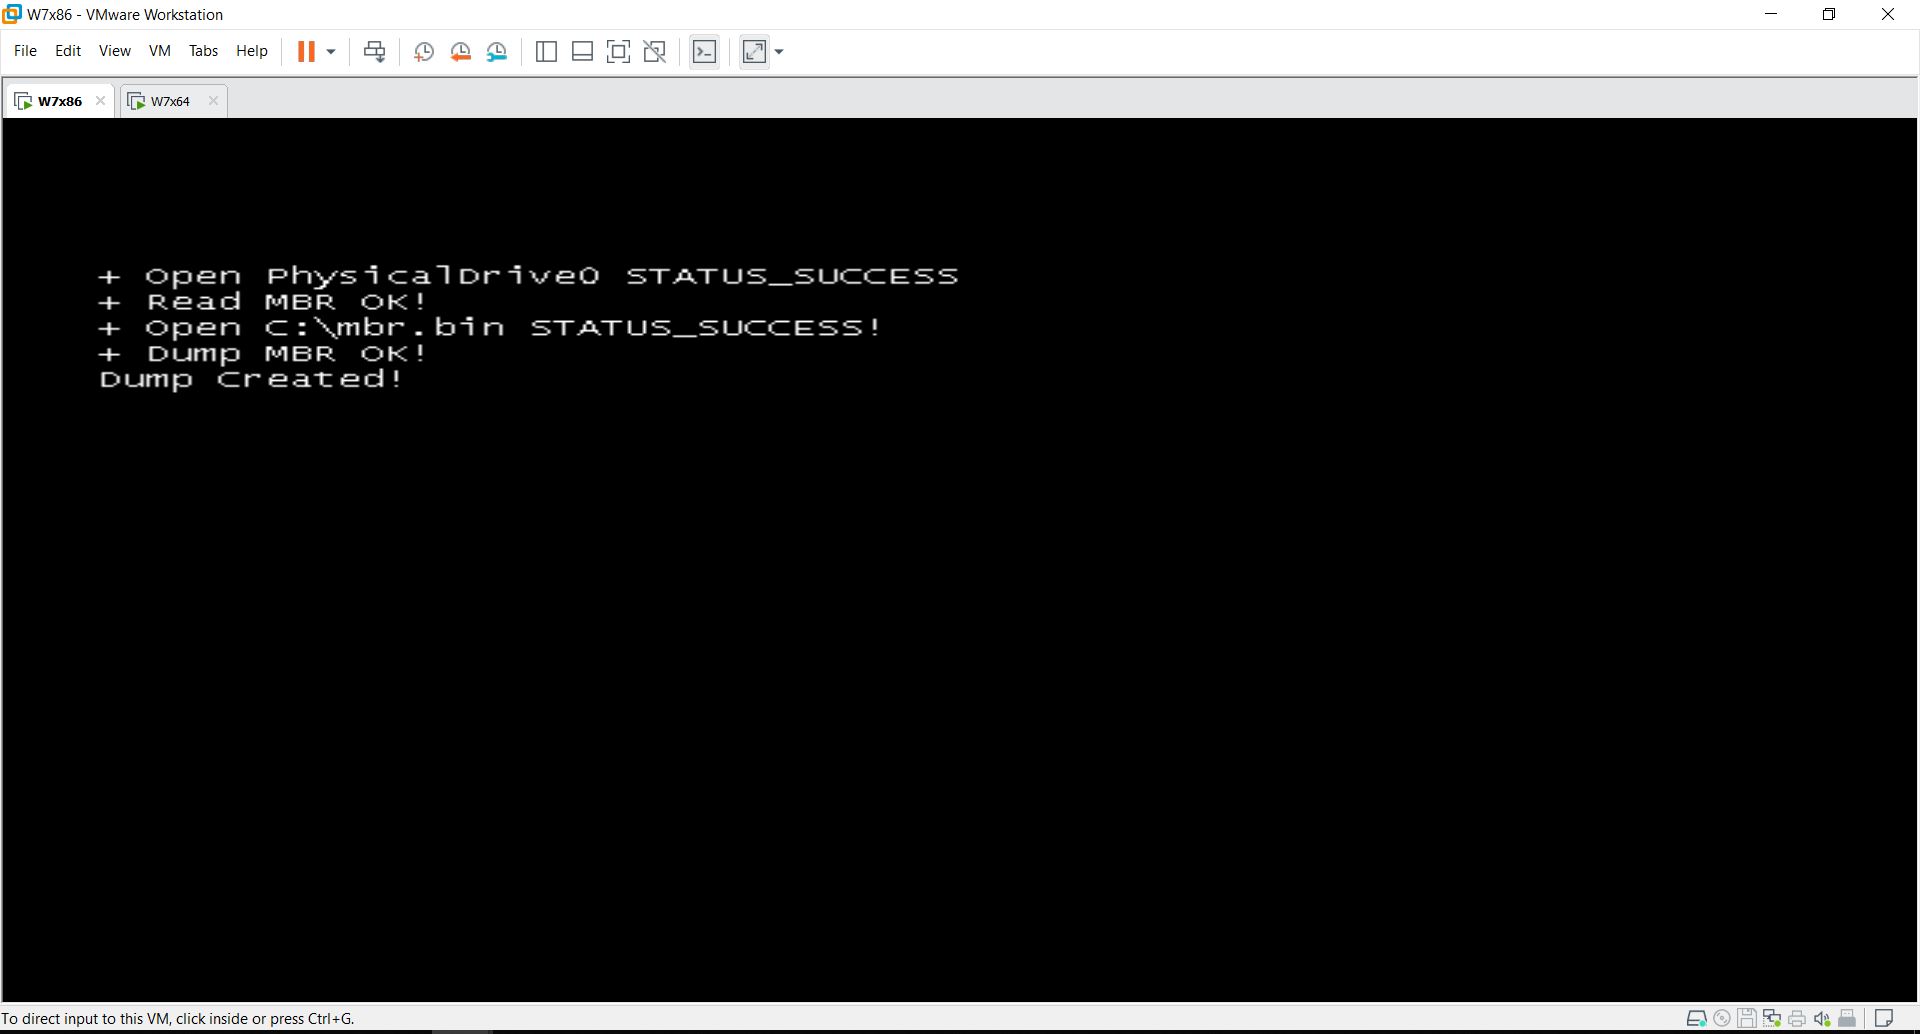 W7x86 - VMware Workstation
File Edit View VM Tabs Help
W7x86 W7x64
+ Open PhysicalDrive0 STATUS_SUCCESS
+ Read MBR OK!
+ Open C:\mbr.bin STATUS_SUCCESS!
+ Dump MBR OK!
Dump Created!
To direct input to this VM, click inside or press Ctrl+G.